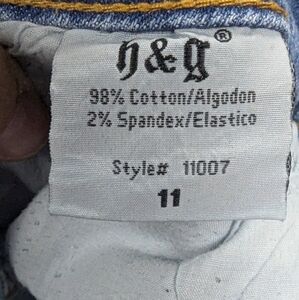 h&g®
98% Cotton/Algodon
2% Spandex/Elastico
Style# 11007
11